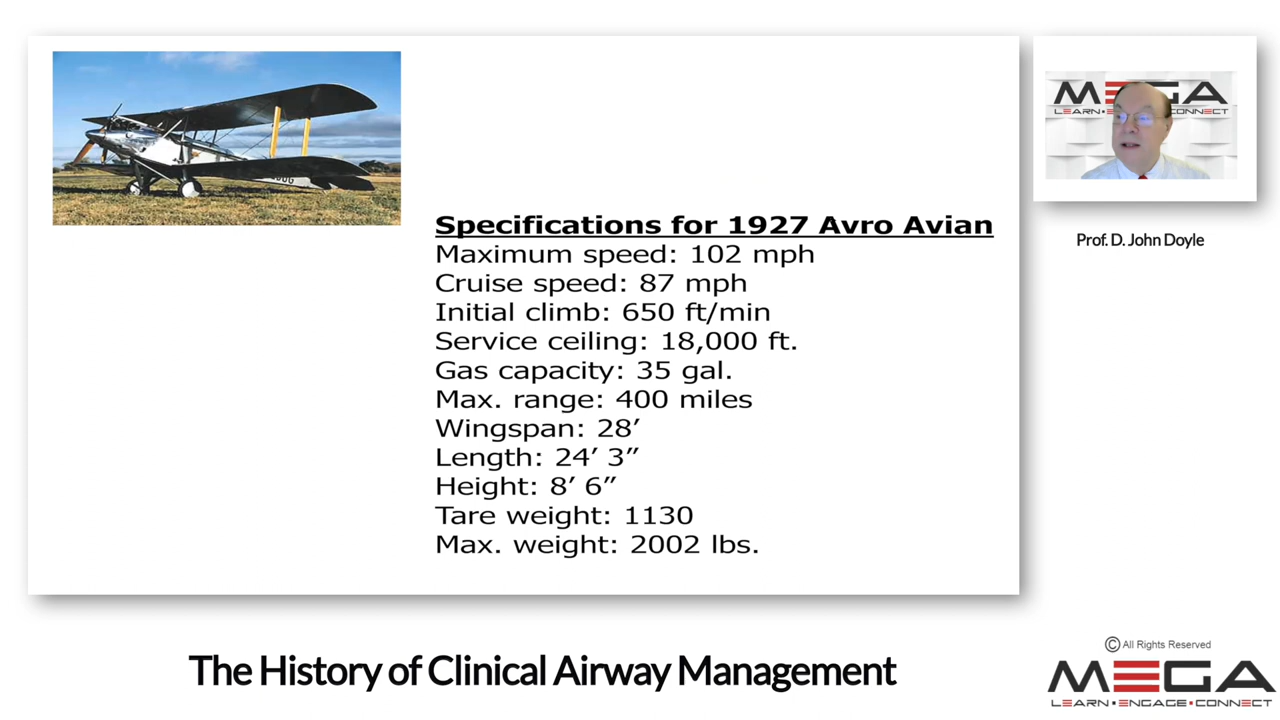 Specifications for 1927 Avro Avian
Maximum speed: 102 mph
Cruise speed: 87 mph
Initial climb: 650 ft/min
Service ceiling: 18,000 ft.
Gas capacity: 35 gal.
Max. range: 400 miles
Wingspan: 28′
Length: 24′ 3″
Height: 8′ 6″
Tare weight: 1130
Max. weight: 2002 lbs.
MEGA
LEARN • ENGAGE • CONNECT
Prof. D. John Doyle
The History of Clinical Airway Management
© All Rights Reserved
MEGA
LEARN • ENGAGE • CONNECT